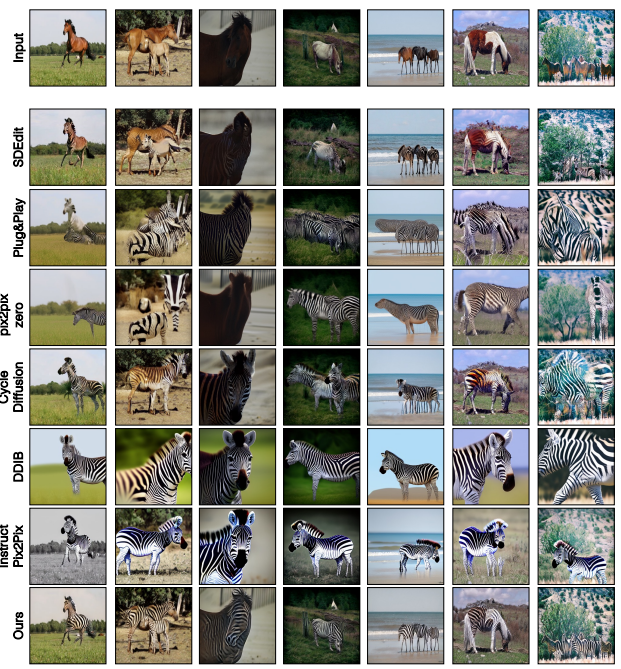 Input
SDEdit
Plug&Play
pix2pix
zero
Cycle
Diffusion
DDIB
Instruct
Pix2Pix
Ours